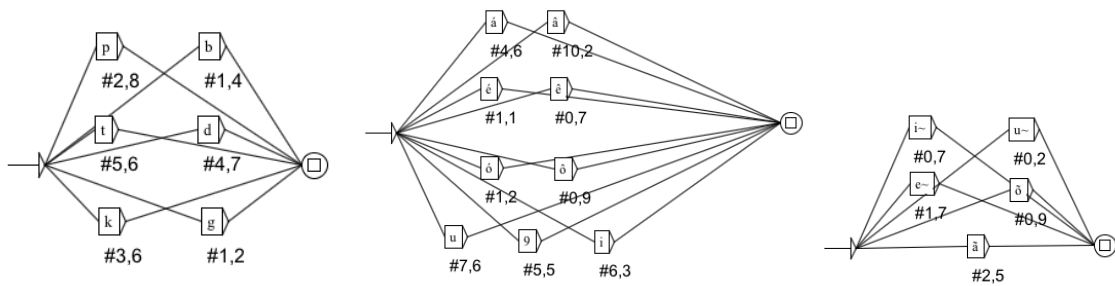 p b
#2,8 #1,4
t d
#5,6 #4,7
k g
#3,6 #1,2
á â
#4,6 #10,2
é ê
#1,1 #0,7
ó ô
#1,2 #0,9
u 9 i
#7,6 #5,5 #6,3
i~ u~
#0,7 #0,2
e~ õ
#1,7 #0,9
ã
#2,5